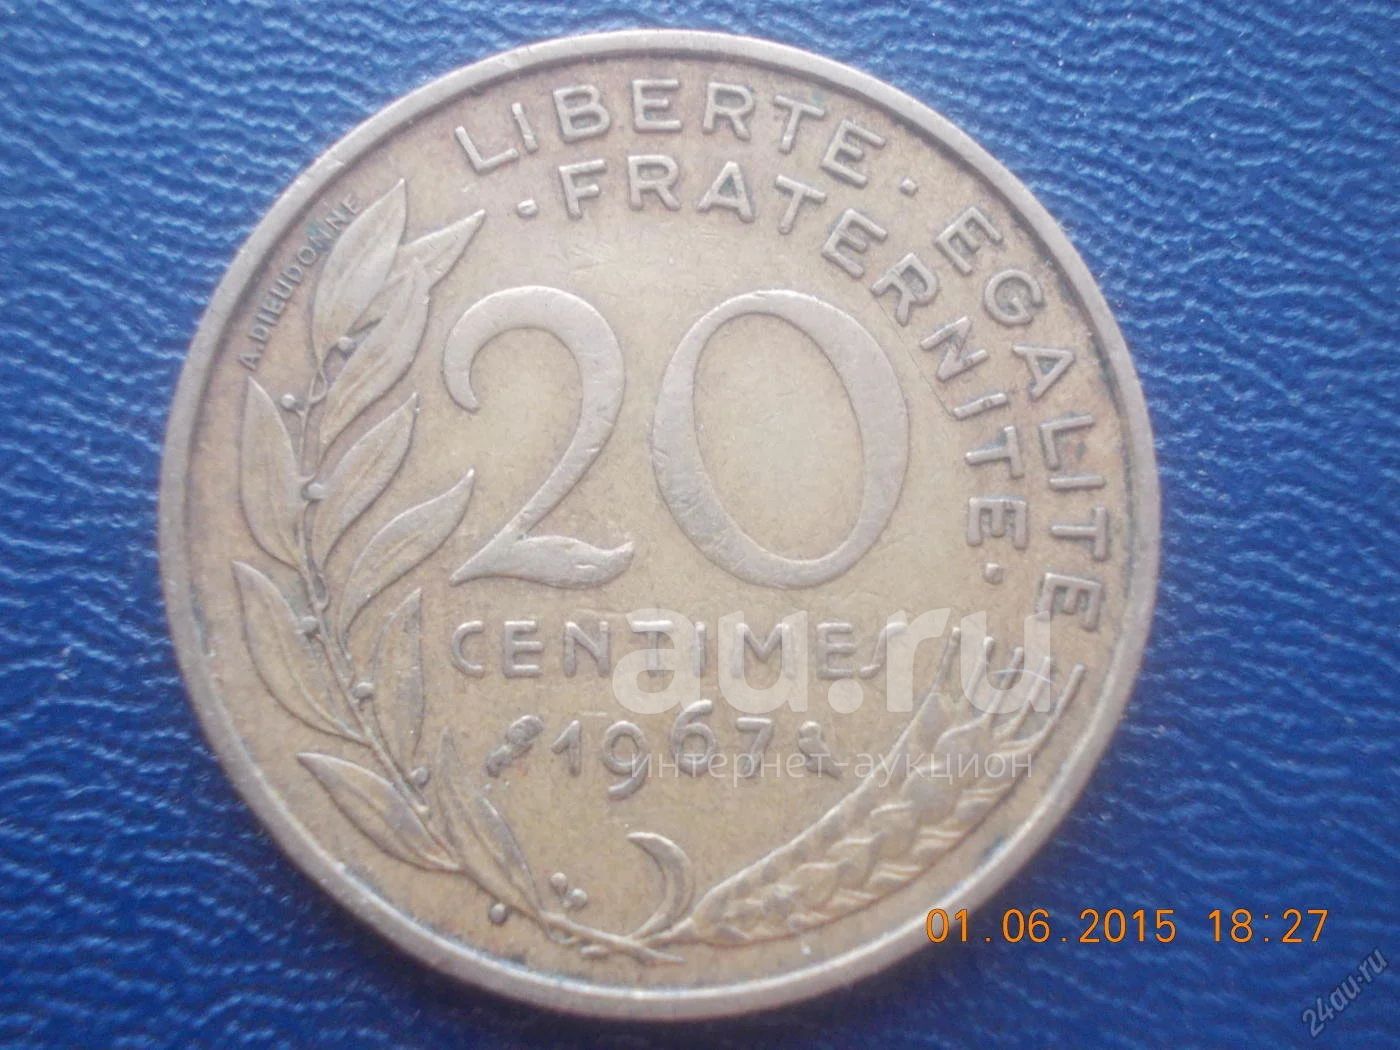 LIBERTE · EGALITE
· FRATERNITE ·
A.DIEUDONNE
20
CENTIMES
1967
au.ru
интернет-аукцион
01.06.2015 18:27
24au.ru